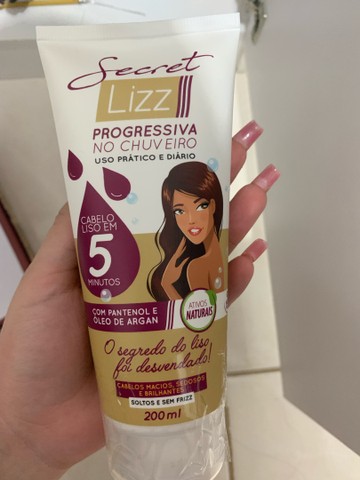 Secret
Lizz
PROGRESSIVA
NO CHUVEIRO
USO PRÁTICO E DIÁRIO
CABELO
LISO EM
5
MINUTOS
COM PANTENOL E
ÓLEO DE ARGAN
ATIVOS
NATURAIS
O segredo do liso
foi desvendado!
CABELOS MACIOS, SEDOSOS
E BRILHANTES
SOLTOS E SEM FRIZZ
200ml